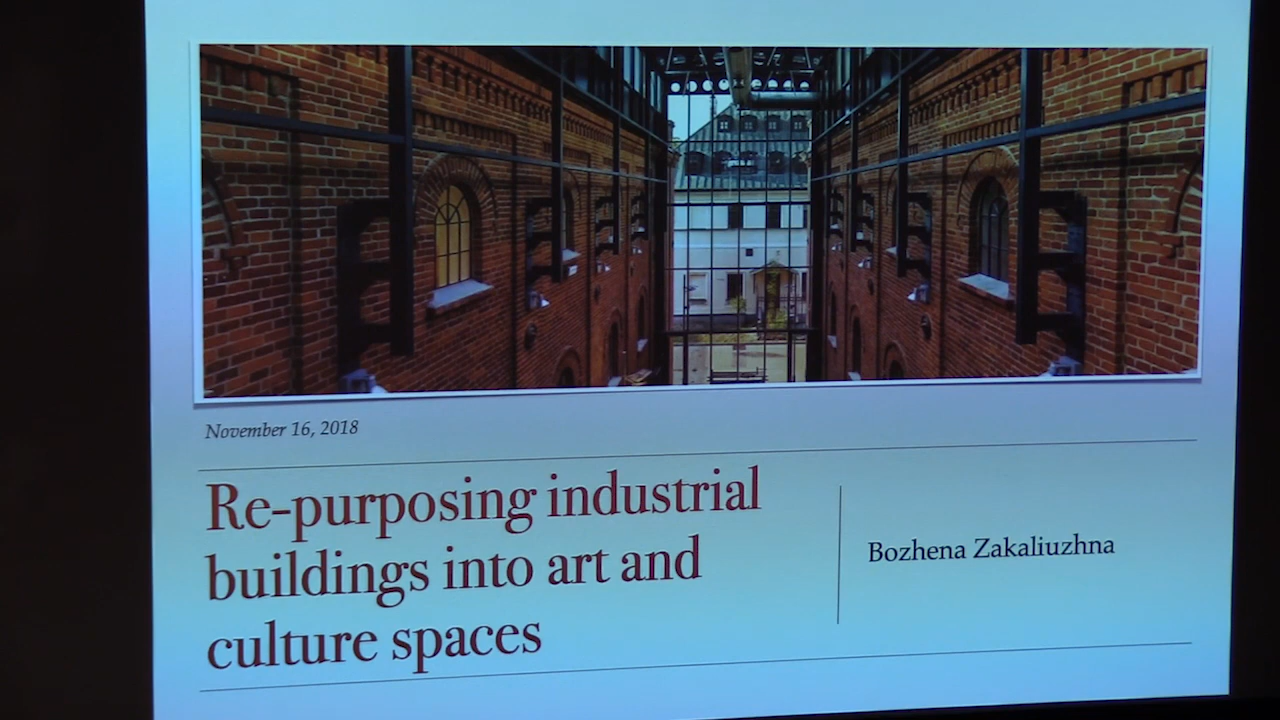 November 16, 2018
Re-purposing industrial
buildings into art and
culture spaces
Bozhena Zakaliuzhna